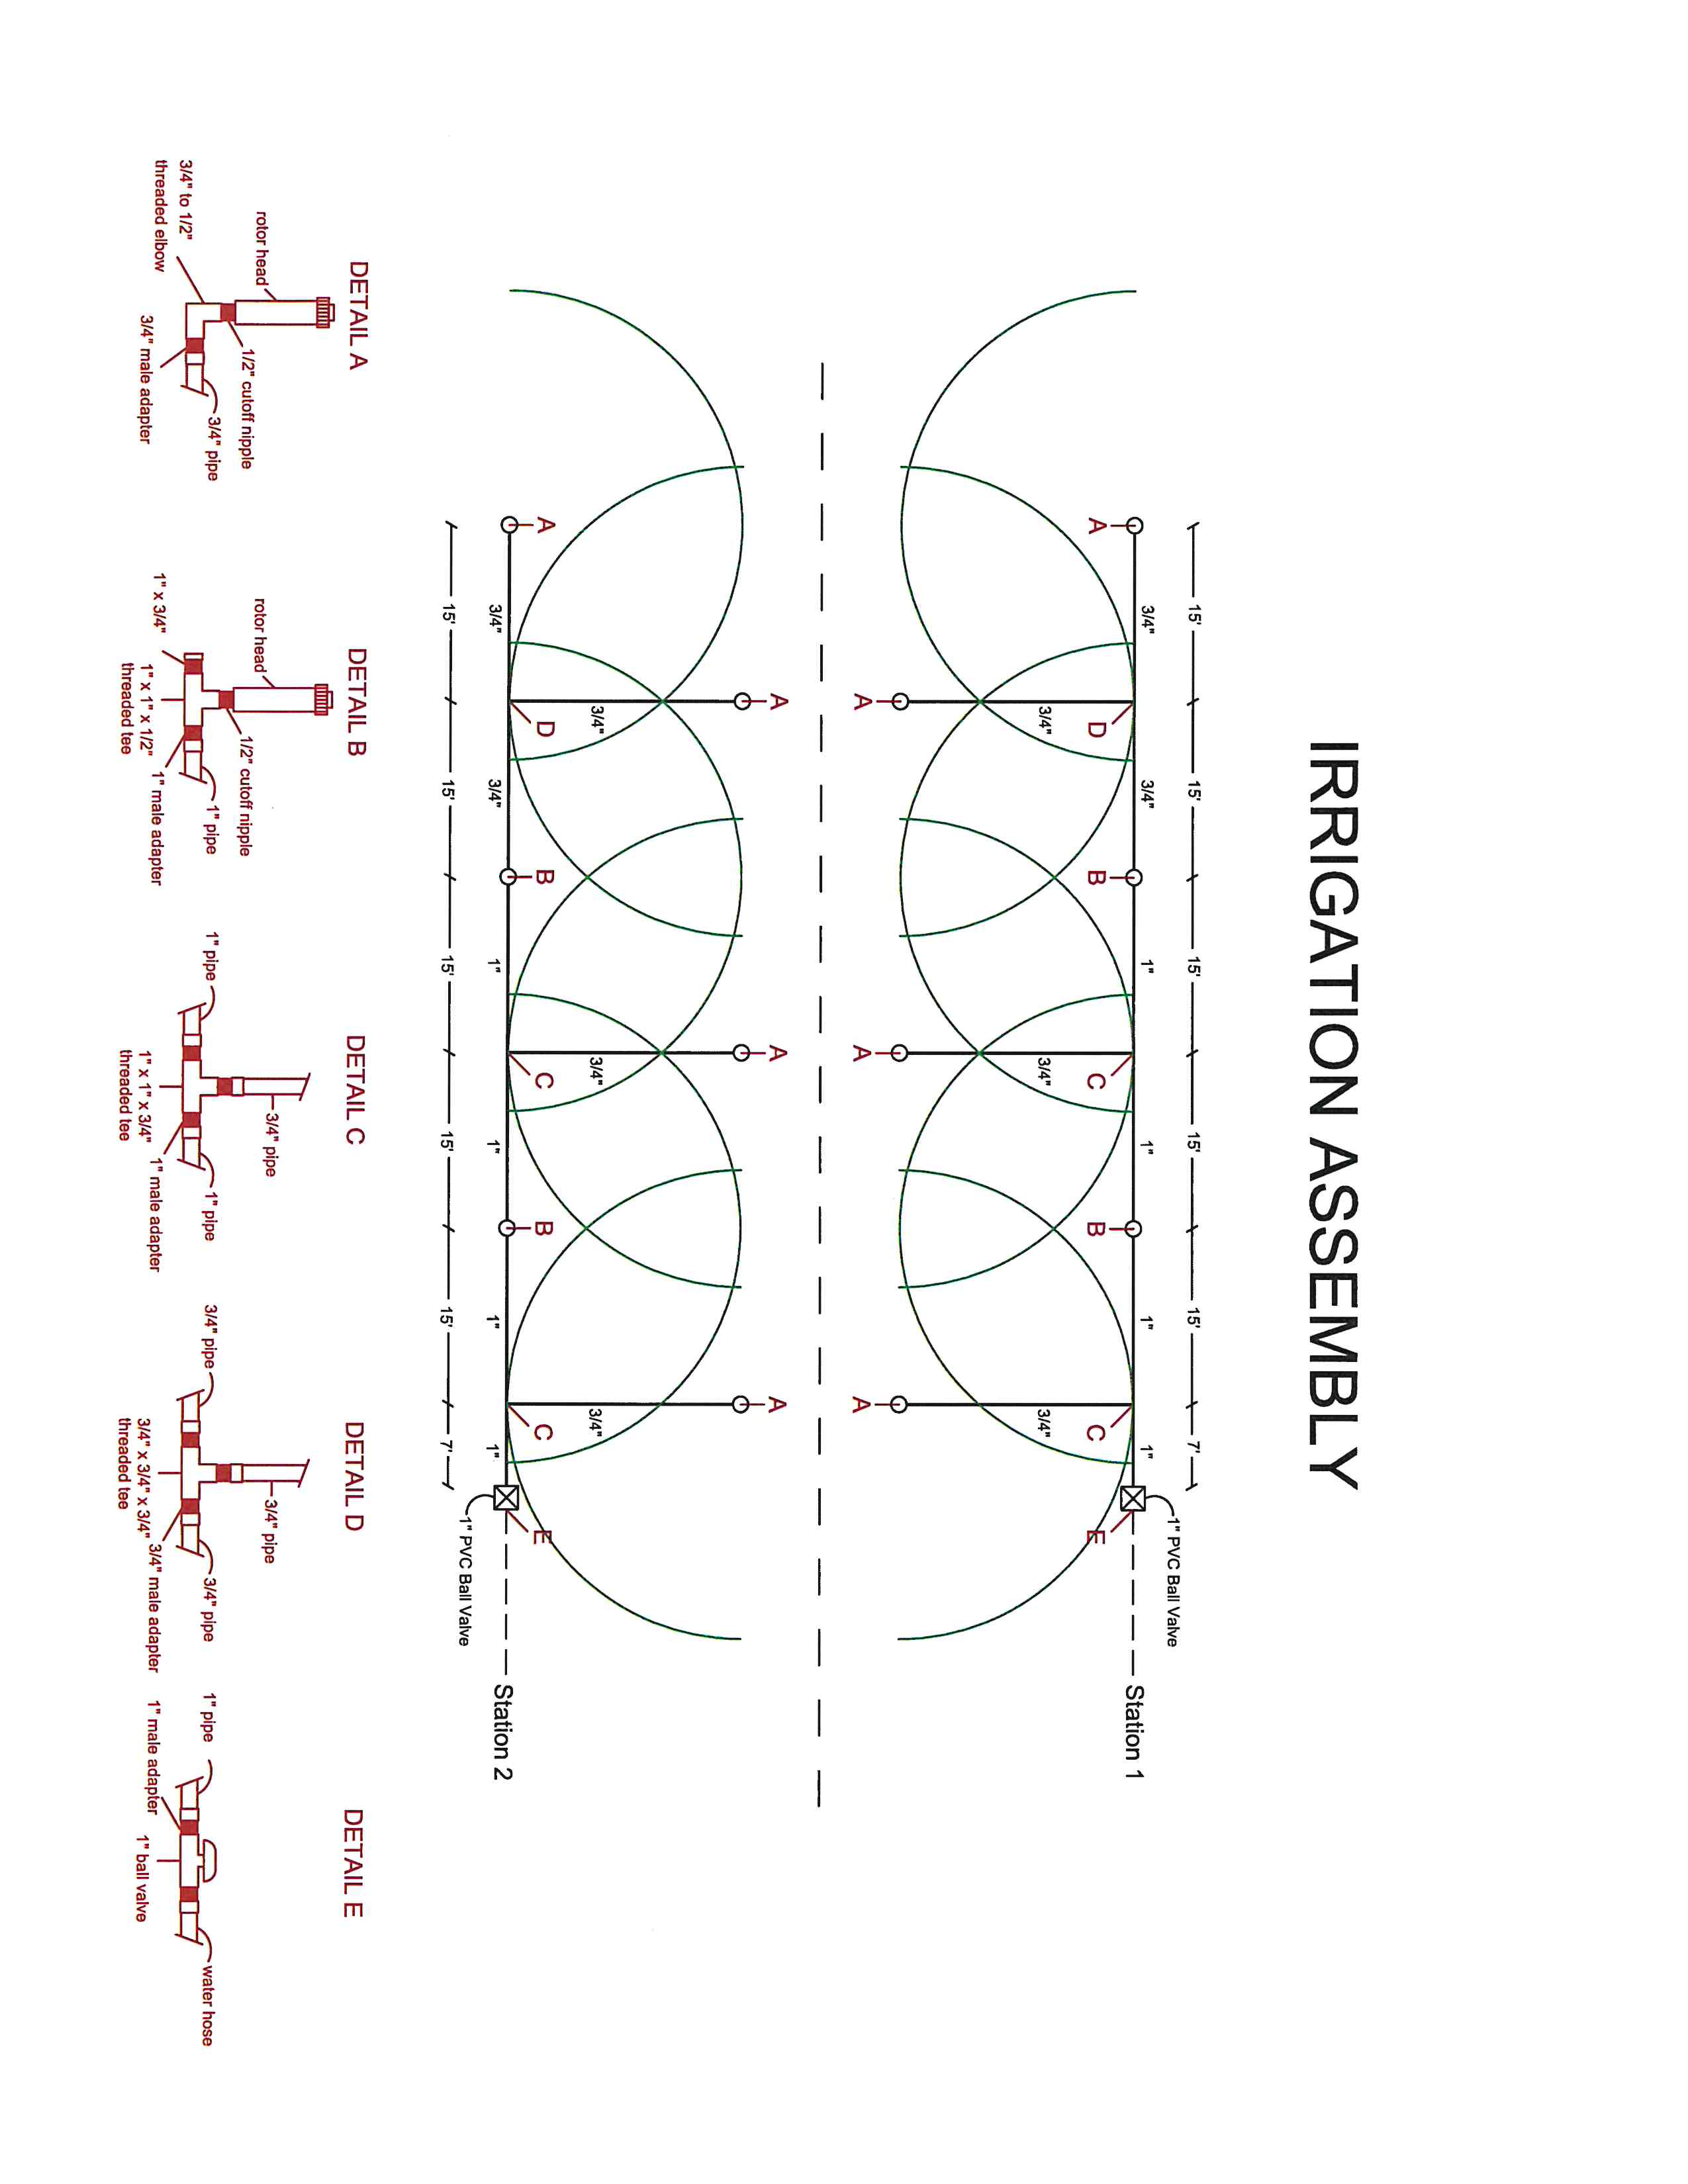 IRRIGATION ASSEMBLY
15' 15' 15' 15' 15' 7'
1" PVC Ball Valve
3/4" 3/4" 1" 1" 1" 1"
Station 1
A D B C B C E
3/4" 3/4" 3/4"
A A A
A A A
3/4" 3/4" 3/4"
A D B C B C E
3/4" 3/4" 1" 1" 1" 1"
Station 2
15' 15' 15' 15' 15' 7'
1" PVC Ball Valve
DETAIL A
rotor head
1/2" cutoff nipple
3/4" pipe
3/4" to 1/2"
threaded elbow
3/4" male adapter
DETAIL B
rotor head
1/2" cutoff nipple
1" pipe
1" x 3/4"
1" x 1" x 1/2"
threaded tee
1" male adapter
DETAIL C
3/4" pipe
1" pipe
1" pipe
1" x 1" x 3/4"
threaded tee
1" male adapter
DETAIL D
3/4" pipe
3/4" pipe
3/4" pipe
3/4" x 3/4" x 3/4"
threaded tee
3/4" male adapter
DETAIL E
1" pipe
water hose
1" male adapter
1" ball valve